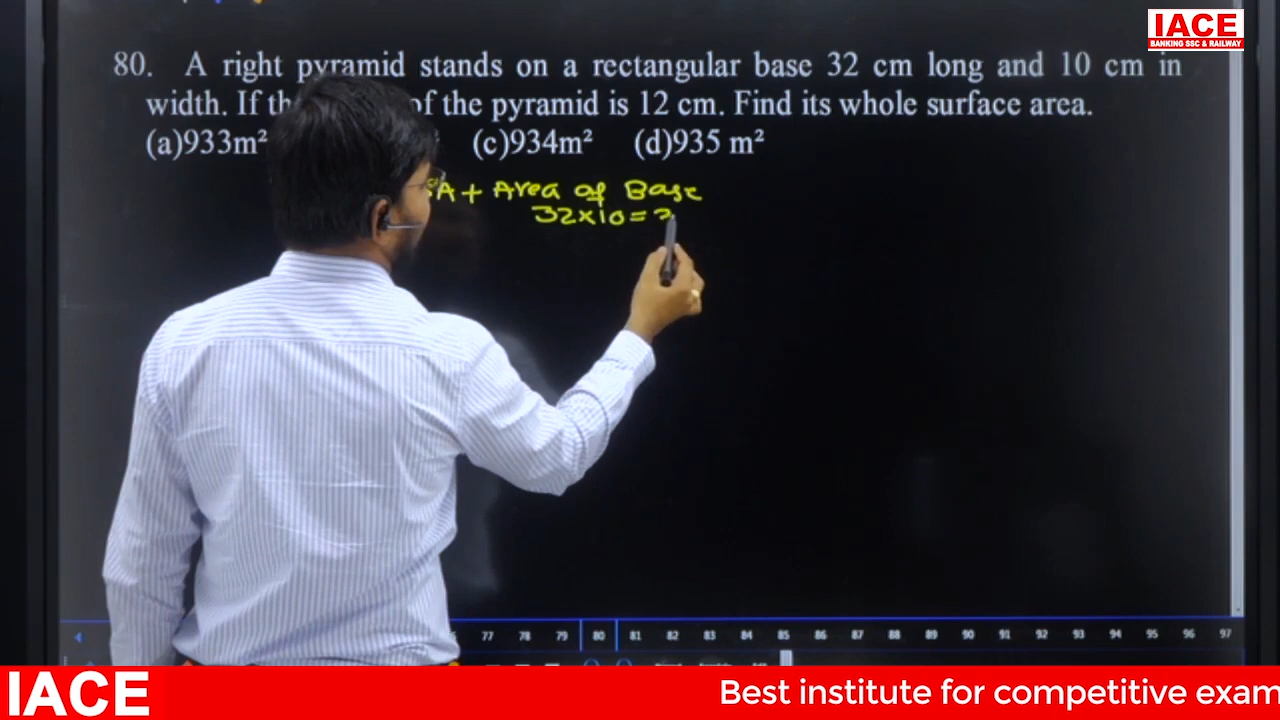 IACE
BANKING SSC & RAILWAY
80. A right pyramid stands on a rectangular base 32 cm long and 10 cm in
width. If of the pyramid is 12 cm. Find its whole surface area.
(a)933m² (c)934m² (d)935 m²
A + Area of Base
32×10=
77 78 79 80 81 82 83 84 85 86 87 88 89 90 91 92 93 94 95 96 97
IACE
Best institute for competitive exam